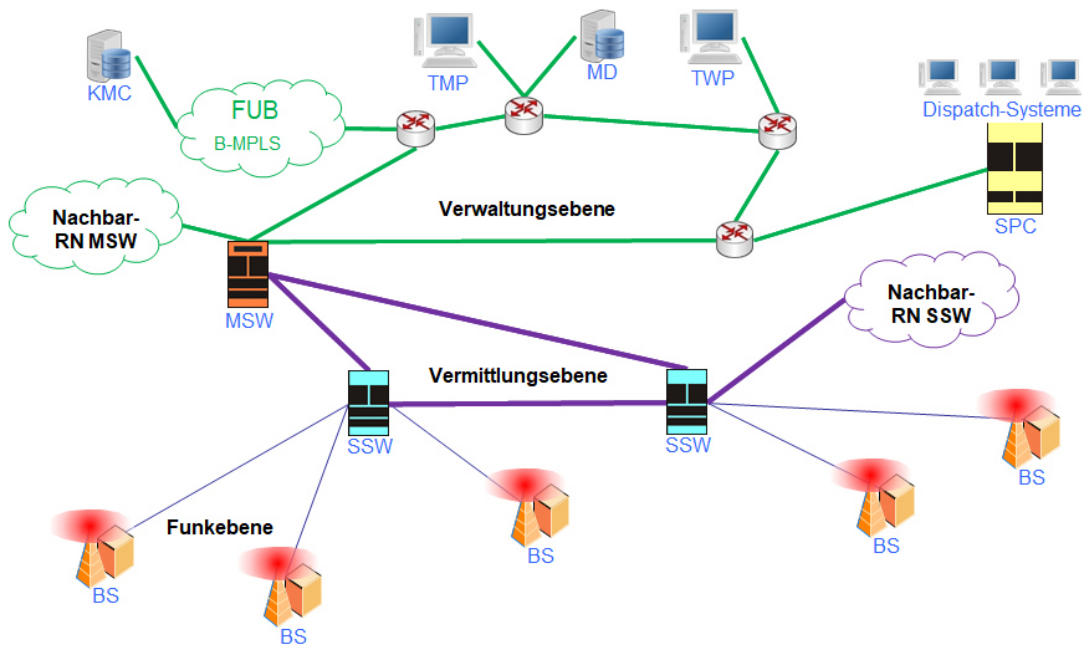 KMC
TMP
MD
TWP
Dispatch-Systeme
FUB
B-MPLS
Nachbar-
RN MSW
Verwaltungsebene
SPC
MSW
Nachbar-
RN SSW
Vermittlungsebene
SSW
SSW
BS
Funkebene
BS
BS
BS
BS